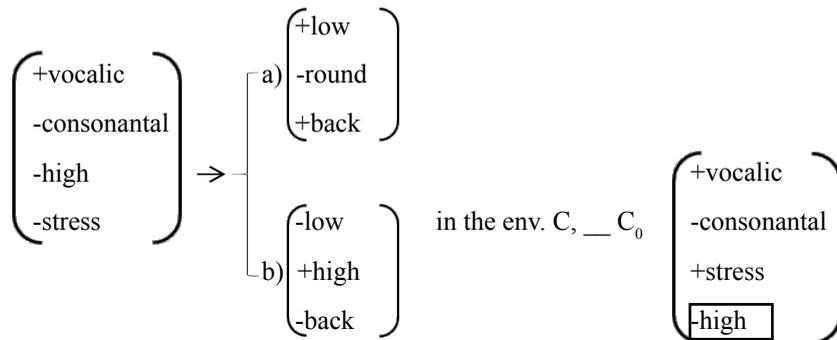 +vocalic
-consonantal
-high
-stress
→
a)
+low
-round
+back
b)
-low
+high
-back
in the env. C, __ C₀
+vocalic
-consonantal
+stress
-high